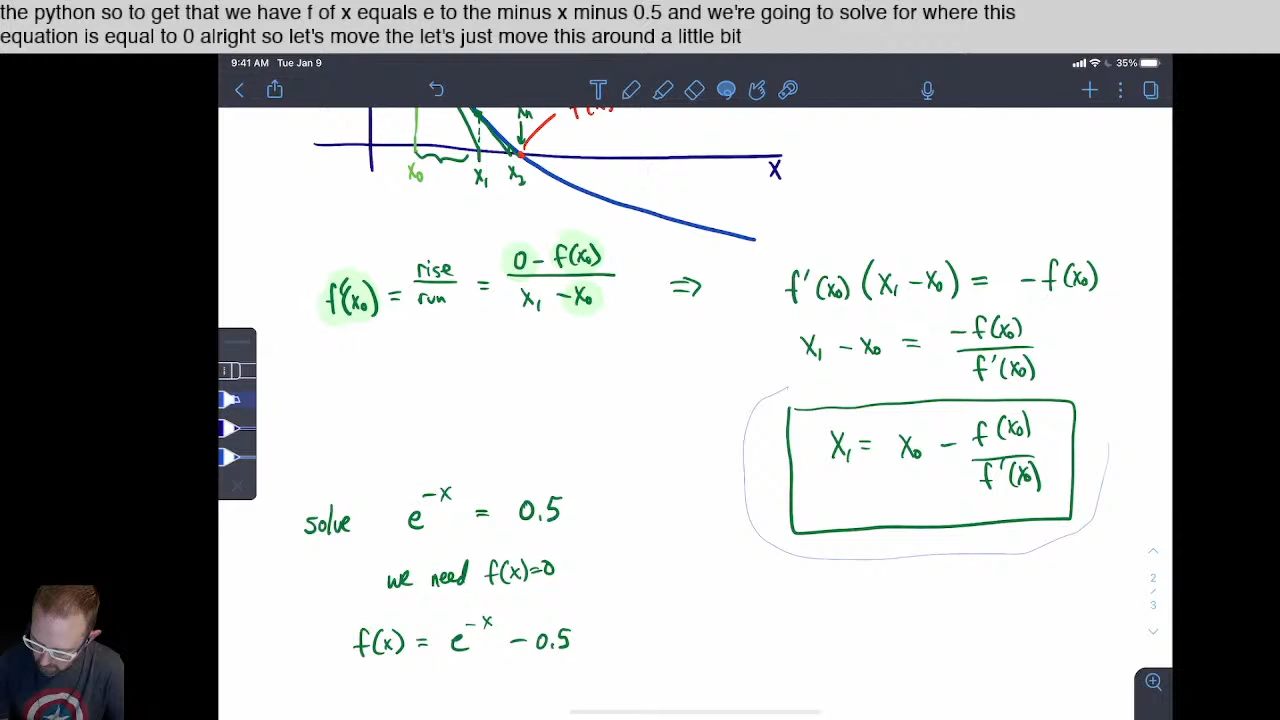 the python so to get that we have f of x equals e to the minus x minus 0.5 and we're going to solve for where this
equation is equal to 0 alright so let's move the let's just move this around a little bit
9:41 AM Tue Jan 9
35%
x₀ x₁ x₂
x
f'(x₀) = rise/run = (0 - f(x₀))/(x₁ - x₀) ⇒ f'(x₀) (x₁ - x₀) = - f(x₀)
x₁ - x₀ = -f(x₀)/f'(x₀)
x₁ = x₀ - f(x₀)/f'(x₀)
solve e^{-x} = 0.5
we need f(x)=0
f(x) = e^{-x} - 0.5
2
/
3